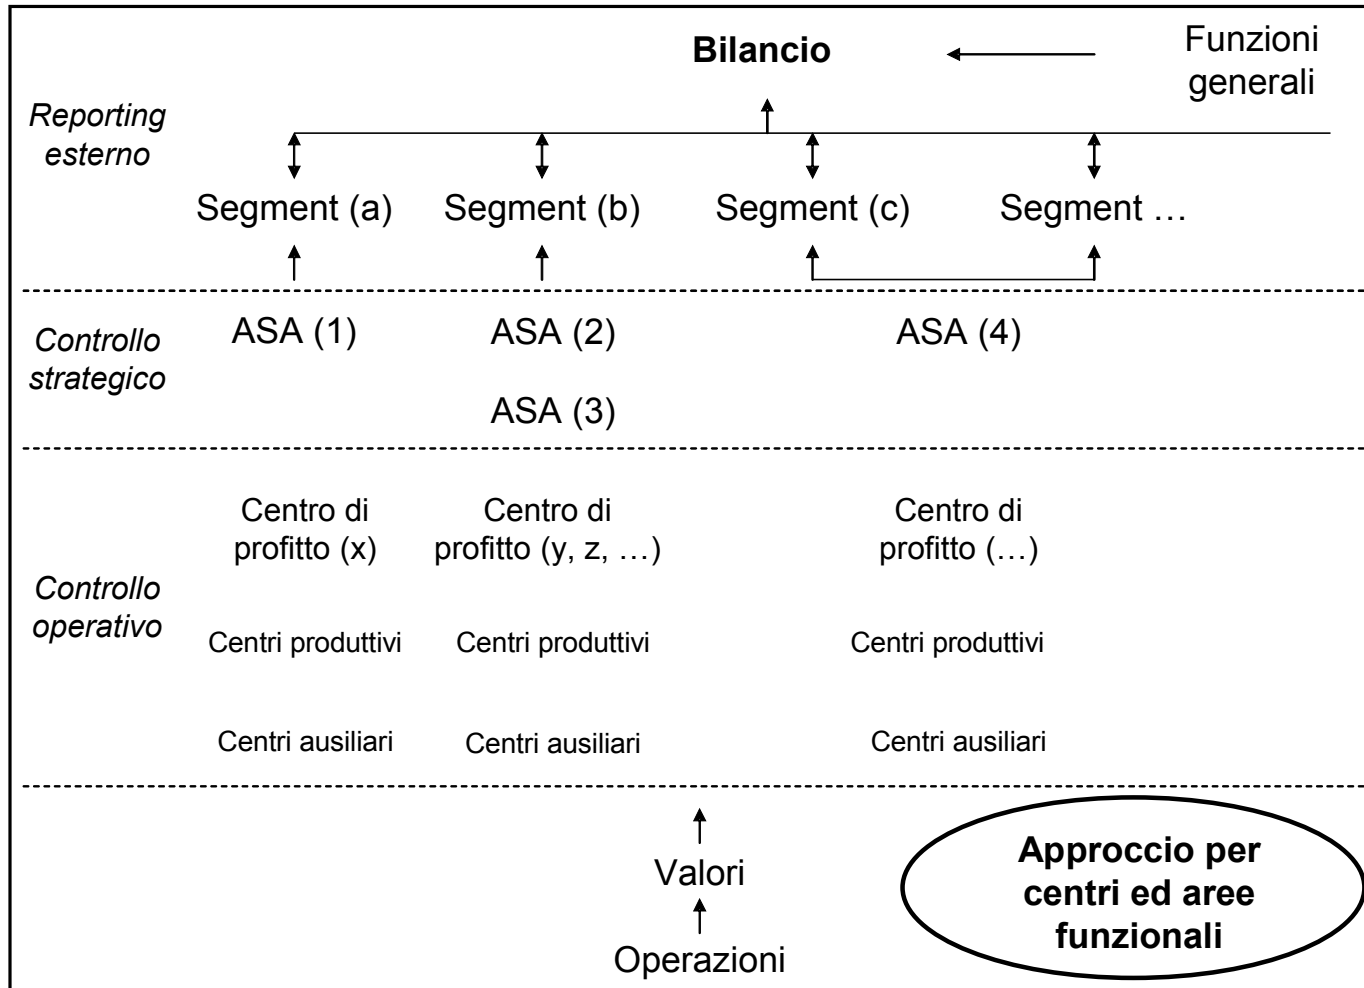 Bilancio
Funzioni
generali
Reporting
esterno
Segment (a)
Segment (b)
Segment (c)
Segment …
Controllo
strategico
ASA (1)
ASA (2)
ASA (4)
ASA (3)
Controllo
operativo
Centro di
profitto (x)
Centro di
profitto (y, z, …)
Centro di
profitto (…)
Centri produttivi
Centri produttivi
Centri produttivi
Centri ausiliari
Centri ausiliari
Centri ausiliari
Valori
Operazioni
Approccio per
centri ed aree
funzionali